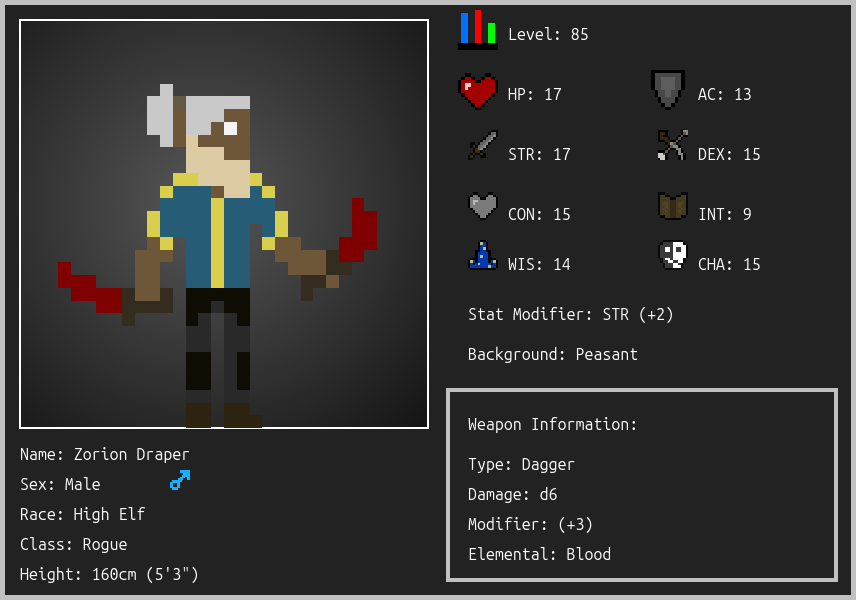 Level: 85
HP: 17
AC: 13
STR: 17
DEX: 15
CON: 15
INT: 9
WIS: 14
CHA: 15
Stat Modifier: STR (+2)
Background: Peasant
Weapon Information:
Type: Dagger
Damage: d6
Modifier: (+3)
Elemental: Blood
Name: Zorion Draper
Sex: Male
Race: High Elf
Class: Rogue
Height: 160cm (5'3")